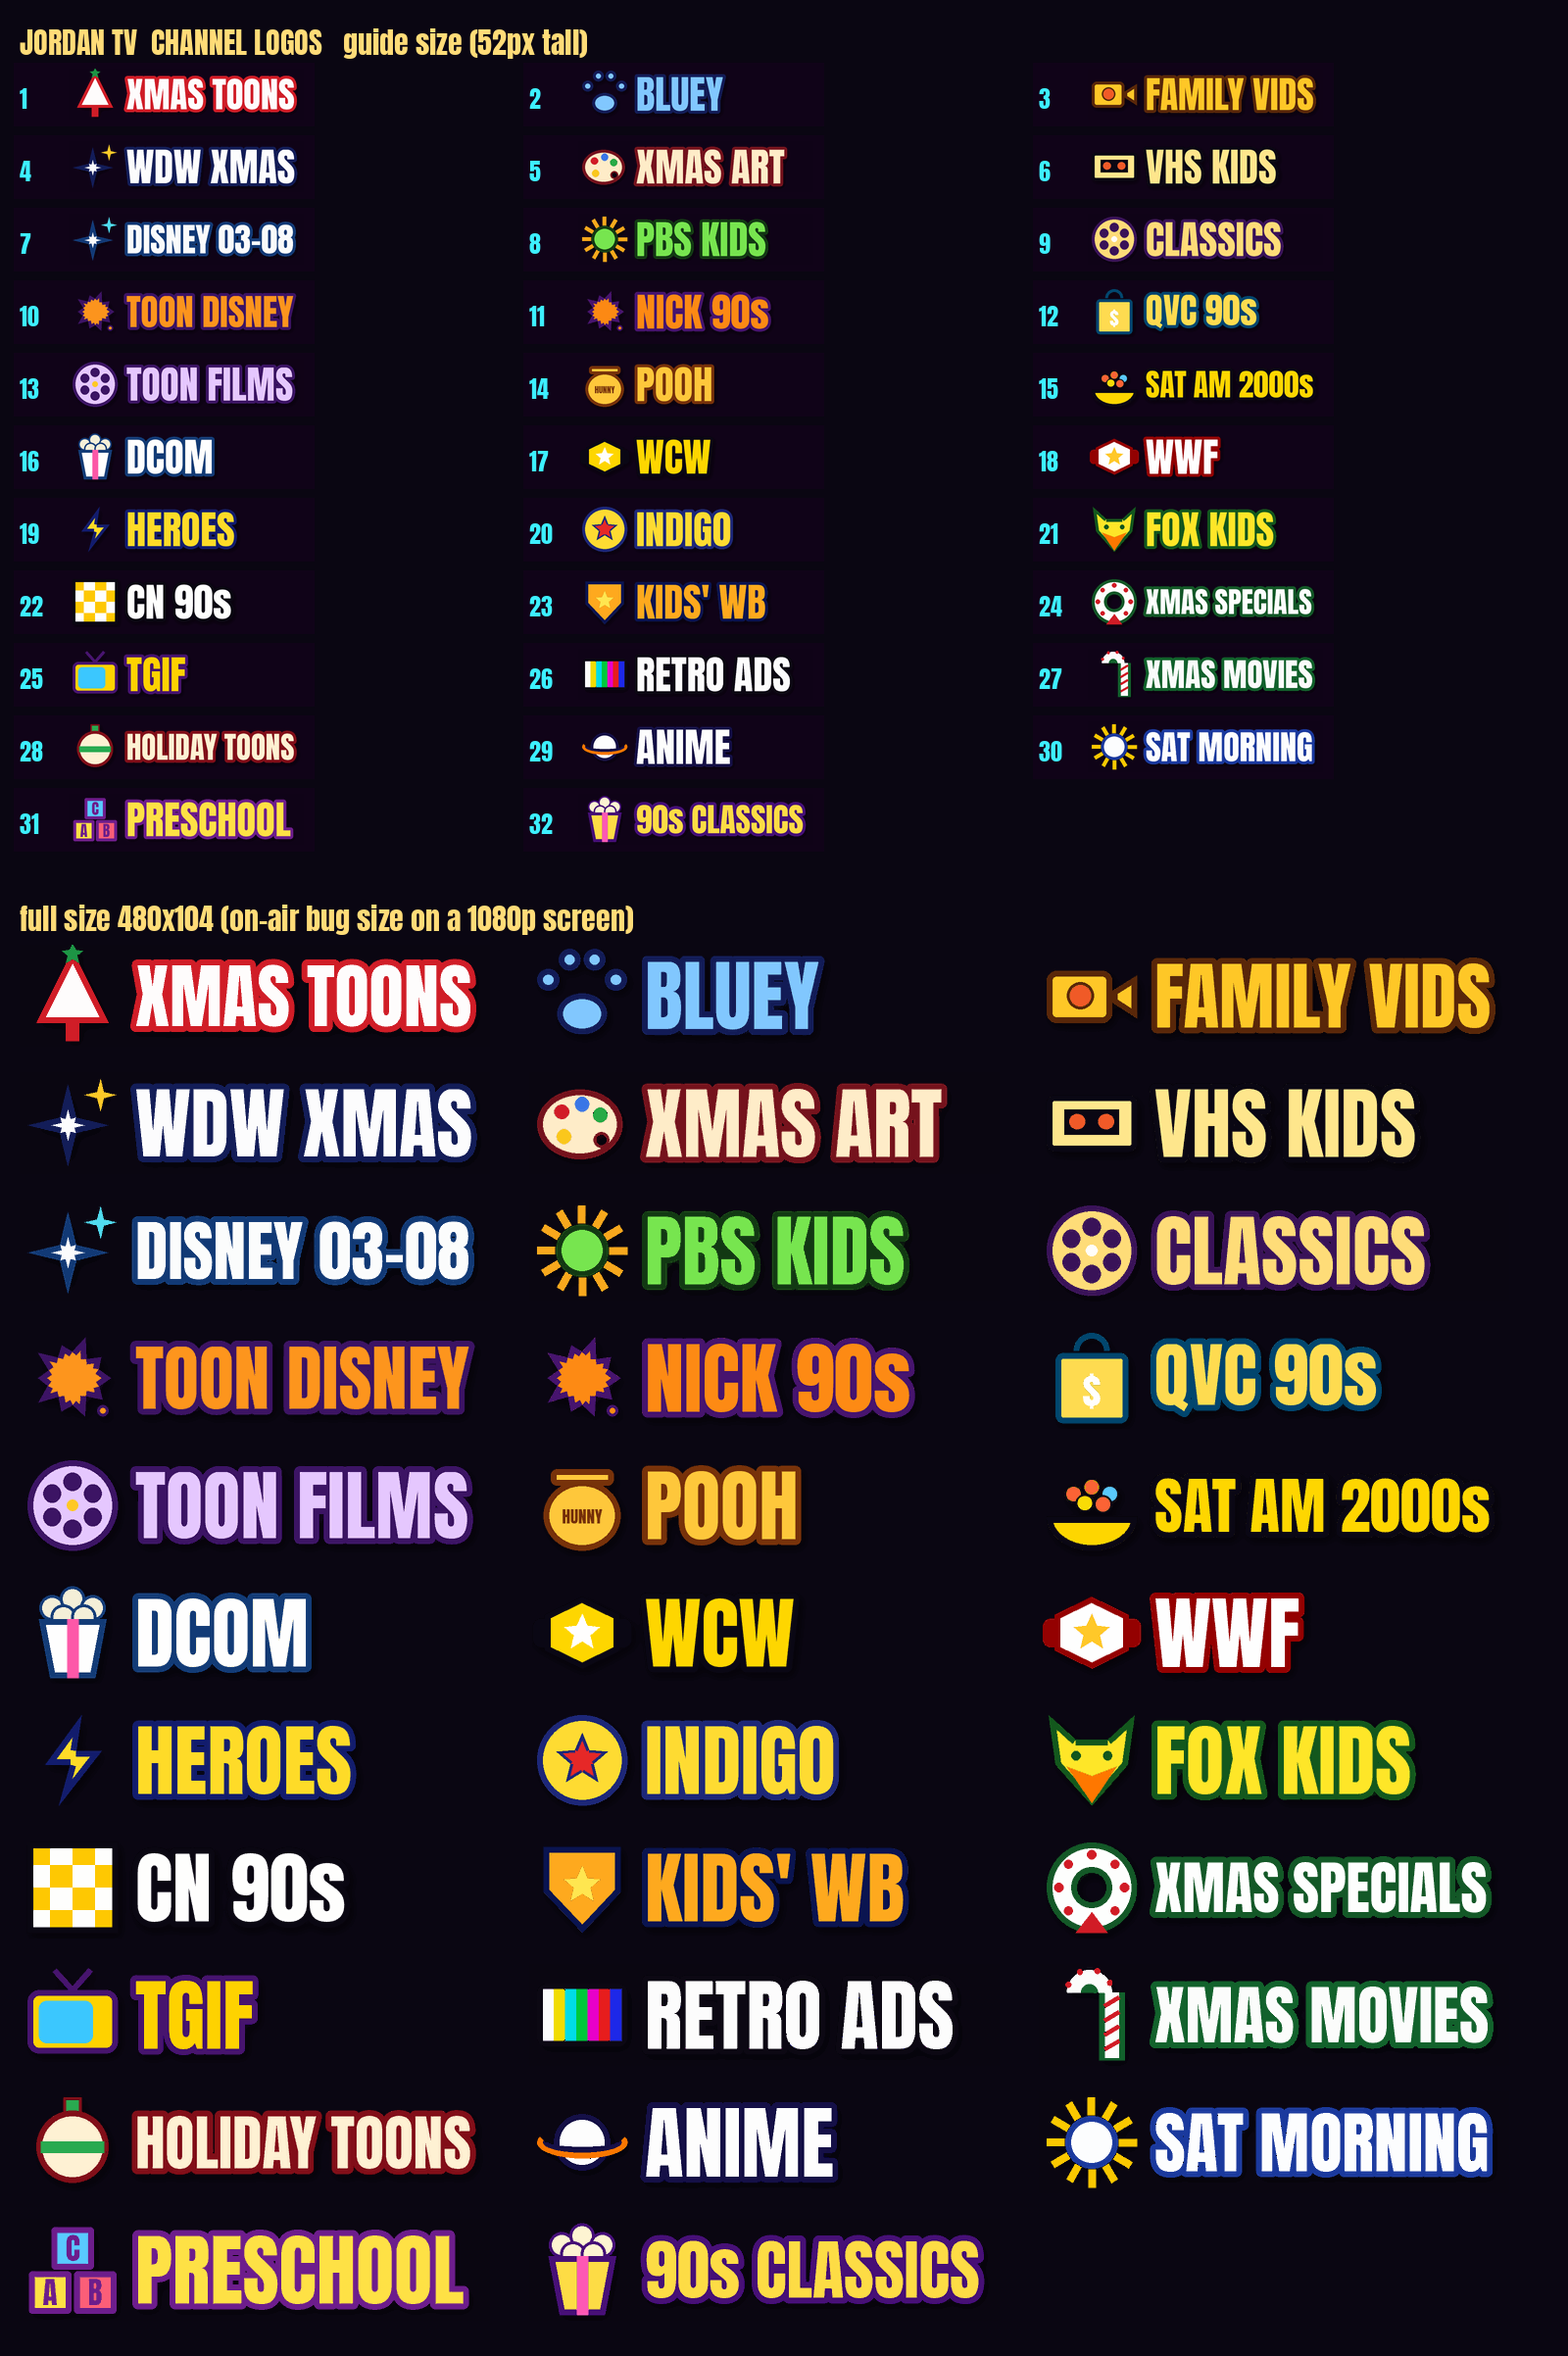 JORDAN TV CHANNEL LOGOS guide size (52px tall)
1 XMAS TOONS 2 BLUEY 3 FAMILY VIDS
4 WDW XMAS 5 XMAS ART 6 VHS KIDS
7 DISNEY 03-08 8 PBS KIDS 9 CLASSICS
10 TOON DISNEY 11 NICK 90s 12 $ QVC 90s
13 TOON FILMS 14 HUNNY POOH 15 SAT AM 2000s
16 DCOM 17 WCW 18 WWF
19 HEROES 20 INDIGO 21 FOX KIDS
22 CN 90s 23 KIDS' WB 24 XMAS SPECIALS
25 TGIF 26 RETRO ADS 27 XMAS MOVIES
28 HOLIDAY TOONS 29 ANIME 30 SAT MORNING
31 C A B PRESCHOOL 32 90s CLASSICS
full size 480x104 (on-air bug size on a 1080p screen)
XMAS TOONS BLUEY FAMILY VIDS
WDW XMAS XMAS ART VHS KIDS
DISNEY 03-08 PBS KIDS CLASSICS
TOON DISNEY NICK 90s $ QVC 90s
TOON FILMS HUNNY POOH SAT AM 2000s
DCOM WCW WWF
HEROES INDIGO FOX KIDS
CN 90s KIDS' WB XMAS SPECIALS
TGIF RETRO ADS XMAS MOVIES
HOLIDAY TOONS ANIME SAT MORNING
C A B PRESCHOOL 90s CLASSICS